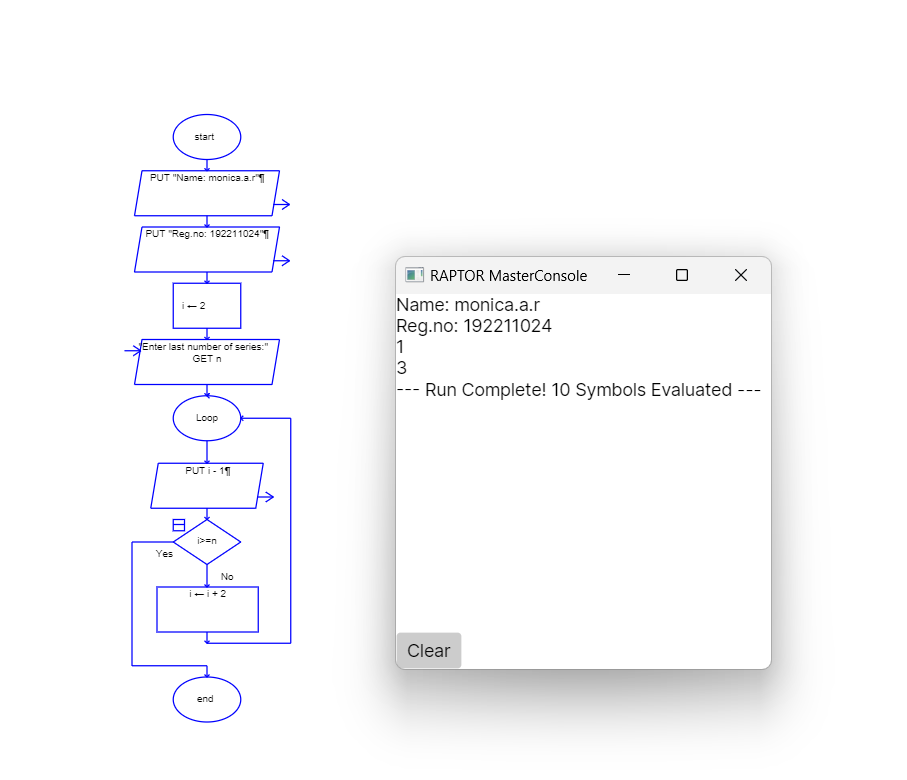 start
PUT "Name: monica.a.r"¶
PUT "Reg.no: 192211024"¶
i ← 2
"Enter last number of series:"
GET n
Loop
PUT i - 1¶
i>=n
Yes
No
i ← i + 2
end
RAPTOR MasterConsole
Name: monica.a.r
Reg.no: 192211024
1
3
--- Run Complete! 10 Symbols Evaluated ---
Clear